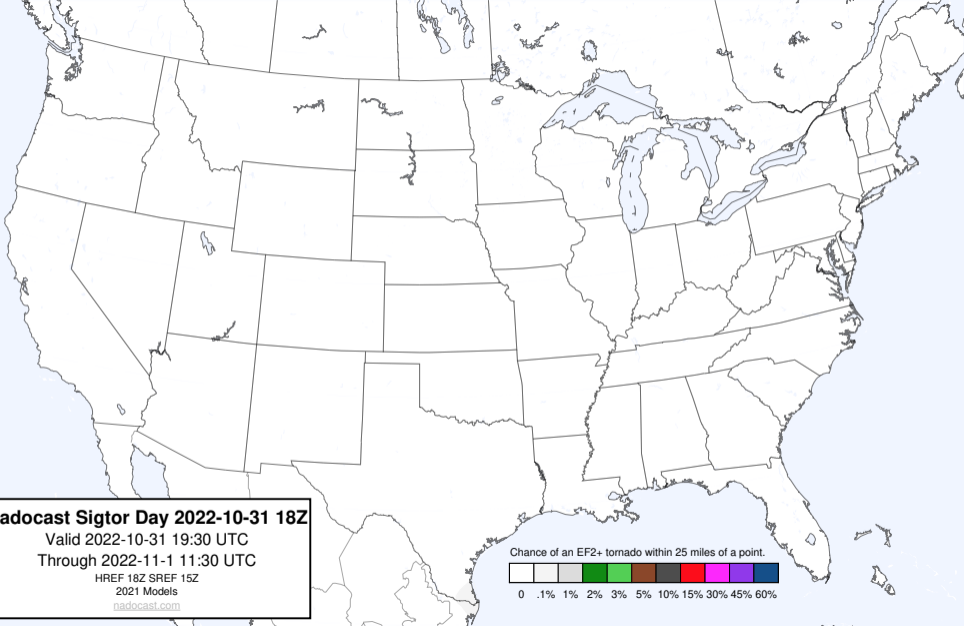 adocast Sigtor Day 2022-10-31 18Z
Valid 2022-10-31 19:30 UTC
Through 2022-11-1 11:30 UTC
HREF 18Z SREF 15Z
2021 Models
nadocast.com
Chance of an EF2+ tornado within 25 miles of a point.
0 .1% 1% 2% 3% 5% 10% 15% 30% 45% 60%